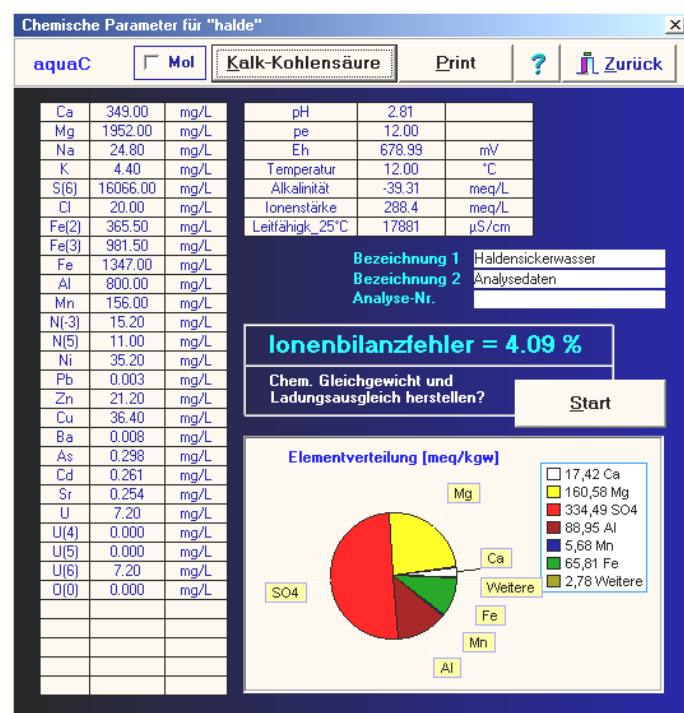 Chemische Parameter für "halde"
aquaC
Mol
Kalk-Kohlensäure
Print
?
Zurück
Ca 349.00 mg/L
Mg 1952.00 mg/L
Na 24.80 mg/L
K 4.40 mg/L
S(6) 16066.00 mg/L
Cl 20.00 mg/L
Fe(2) 365.50 mg/L
Fe(3) 981.50 mg/L
Fe 1347.00 mg/L
Al 800.00 mg/L
Mn 156.00 mg/L
N(-3) 15.20 mg/L
N(5) 11.00 mg/L
Ni 35.20 mg/L
Pb 0.003 mg/L
Zn 21.20 mg/L
Cu 36.40 mg/L
Ba 0.008 mg/L
As 0.298 mg/L
Cd 0.261 mg/L
Sr 0.254 mg/L
U 7.20 mg/L
U(4) 0.000 mg/L
U(5) 0.000 mg/L
U(6) 7.20 mg/L
O(0) 0.000 mg/L
pH 2.81
pe 12.00
Eh 678.99 mV
Temperatur 12.00 °C
Alkalinität -39.31 meq/L
Ionenstärke 288.4 meq/L
Leitfähigk_25°C 17881 µS/cm
Bezeichnung 1 Haldensickerwasser
Bezeichnung 2 Analysedaten
Analyse-Nr.
Ionenbilanzfehler = 4.09 %
Chem. Gleichgewicht und
Ladungsausgleich herstellen?
Start
Elementverteilung [meq/kgw]
Mg
Ca
Weitere
Fe
Mn
Al
SO4
17,42 Ca
160,58 Mg
334,49 SO4
88,95 Al
5,68 Mn
65,81 Fe
2,78 Weitere